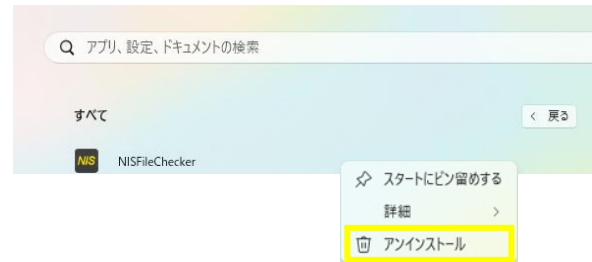 アプリ、設定、ドキュメントの検索
すべて
< 戻る
NIS
NISFileChecker
スタートにピン留めする
詳細 >
アンインストール